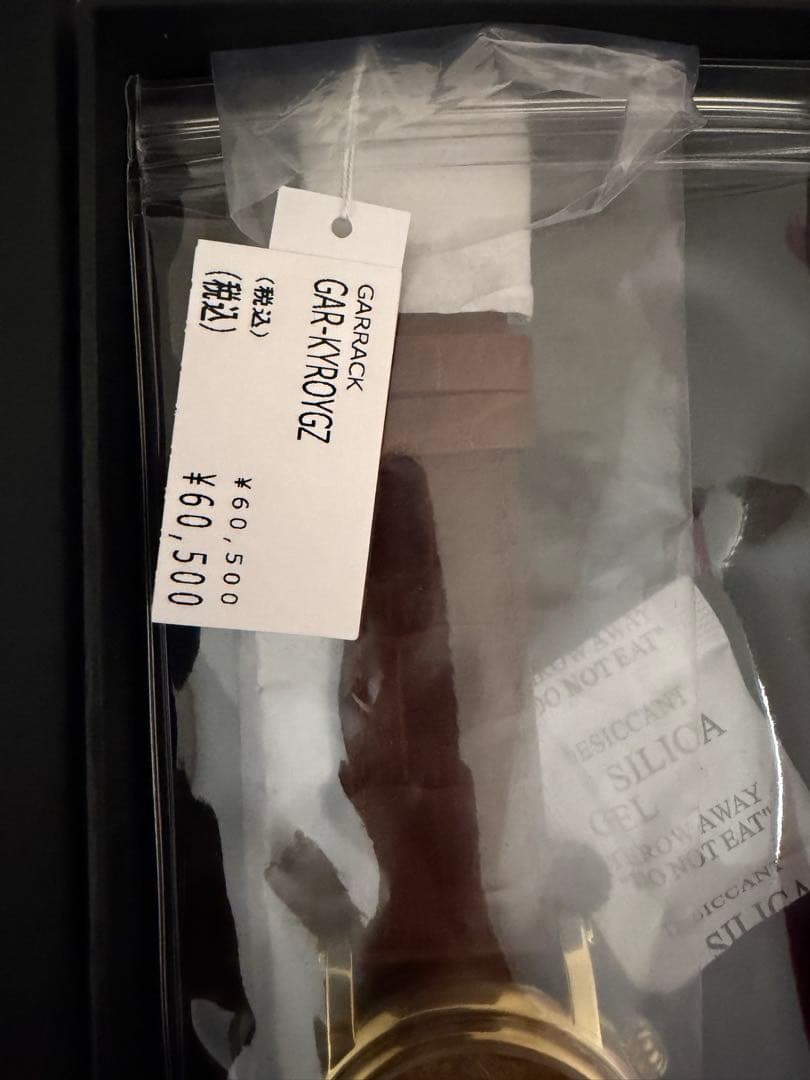 GARRACK
GAR-KYROYGZ
(税込)
¥60,500
(税込)
¥60,500
THROW AWAY
"DO NOT EAT"
DESICCANT
SILICA
GEL
"THROW AWAY
"DO NOT EAT"
DESICCANT
SILICA